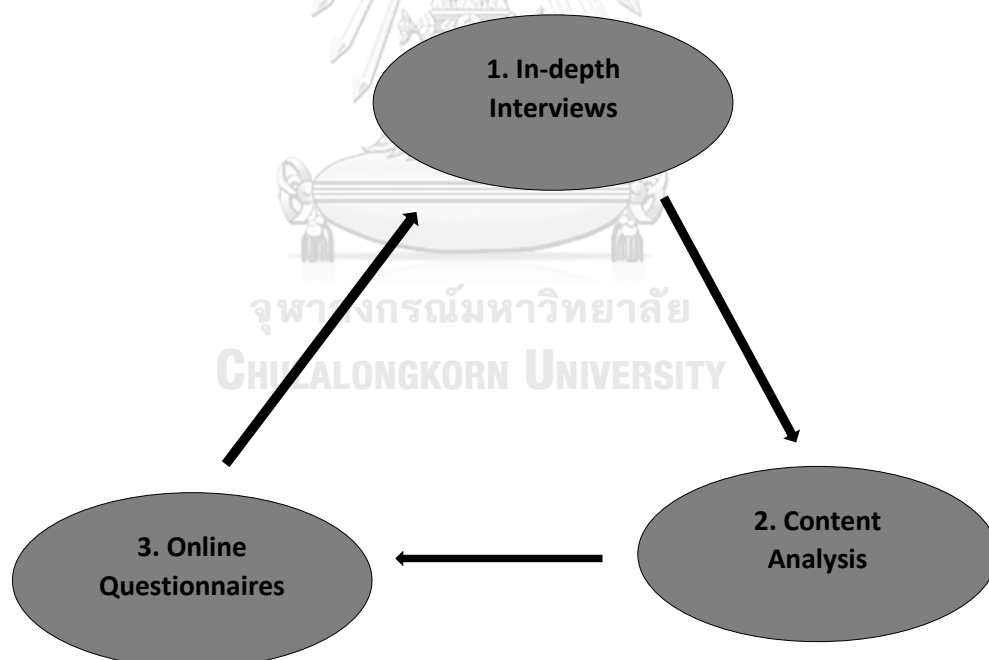 1. In-depth
Interviews
จุฬาลงกรณ์มหาวิทยาลัย
CHULALONGKORN UNIVERSITY
2. Content
Analysis
3. Online
Questionnaires